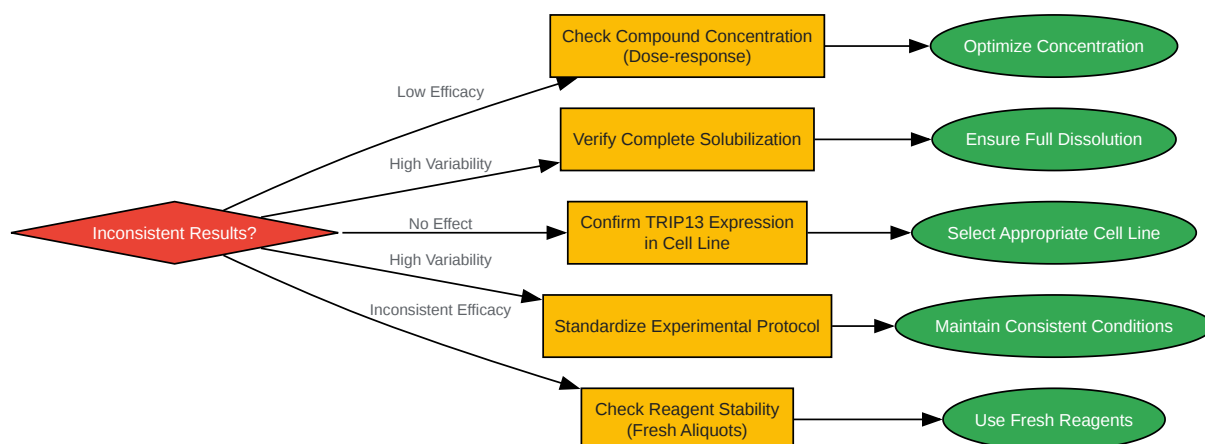 Check Compound Concentration
(Dose-response)
Optimize Concentration
Low Efficacy
Verify Complete Solubilization
Ensure Full Dissolution
High Variability
Inconsistent Results?
No Effect
Confirm TRIP13 Expression
in Cell Line
Select Appropriate Cell Line
High Variability
Inconsistent Efficacy
Standardize Experimental Protocol
Maintain Consistent Conditions
Check Reagent Stability
(Fresh Aliquots)
Use Fresh Reagents